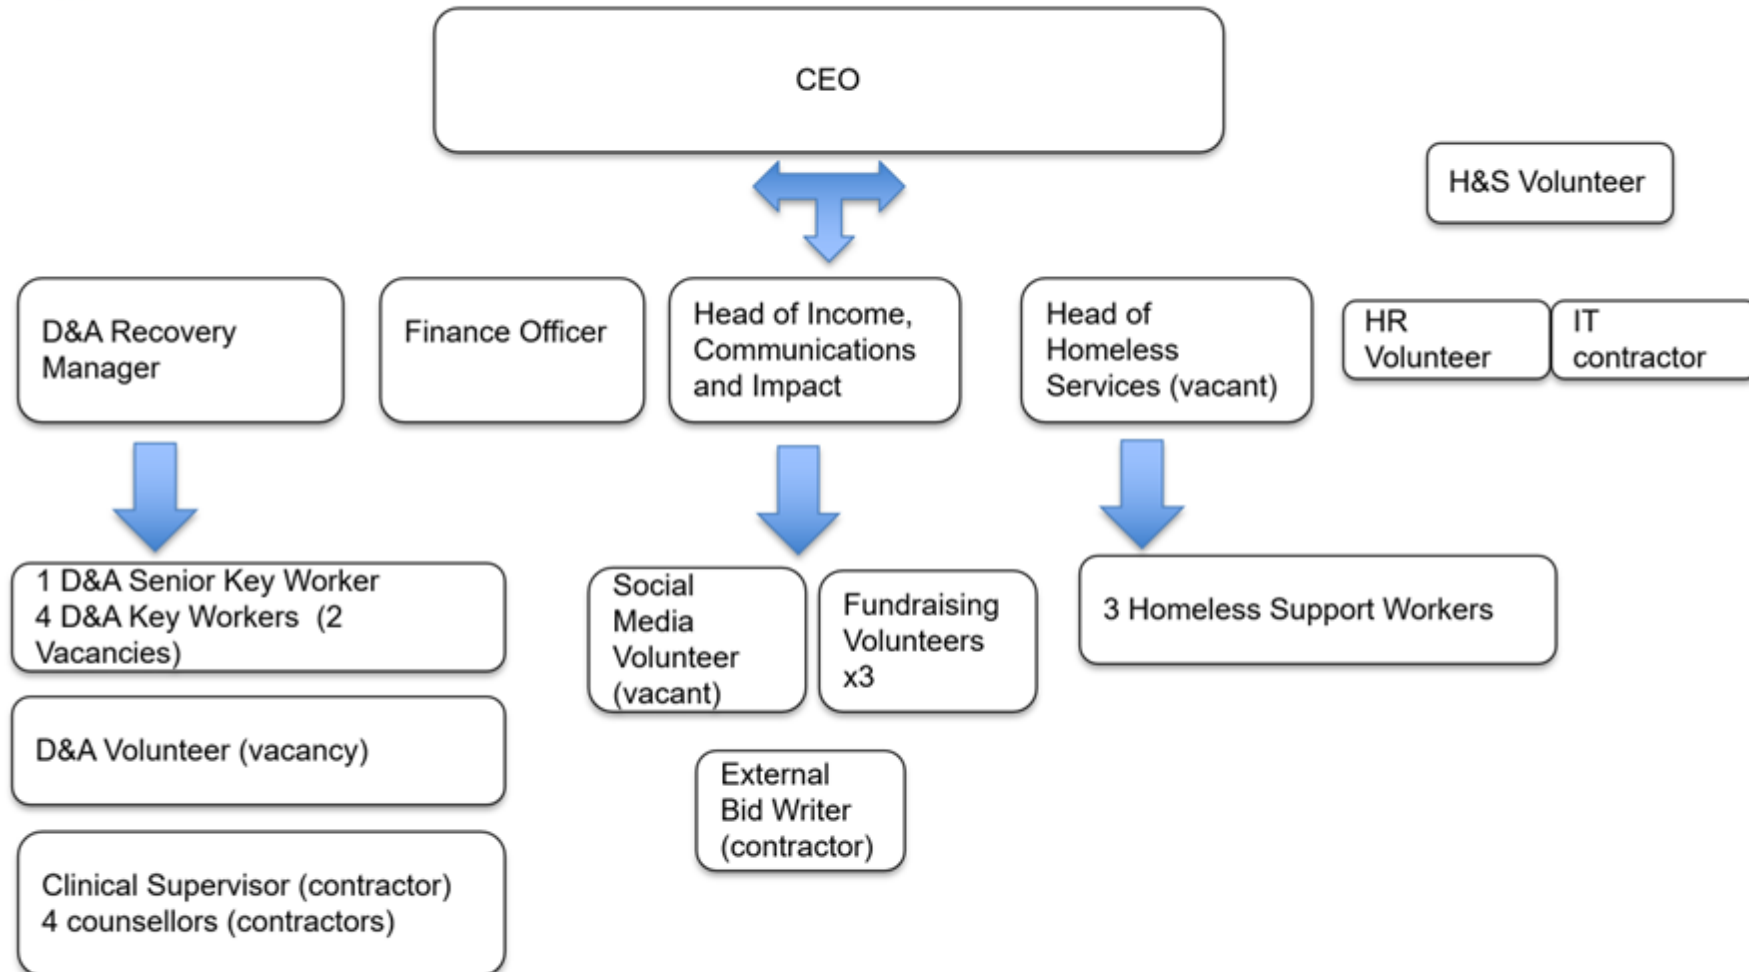 CEO
H&S Volunteer
D&A Recovery
Manager
Finance Officer
Head of Income,
Communications
and Impact
Head of
Homeless
Services (vacant)
HR
Volunteer
IT
contractor
1 D&A Senior Key Worker
4 D&A Key Workers  (2
Vacancies)
D&A Volunteer (vacancy)
Clinical Supervisor (contractor)
4 counsellors (contractors)
Social
Media
Volunteer
(vacant)
Fundraising
Volunteers
x3
External
Bid Writer
(contractor)
3 Homeless Support Workers